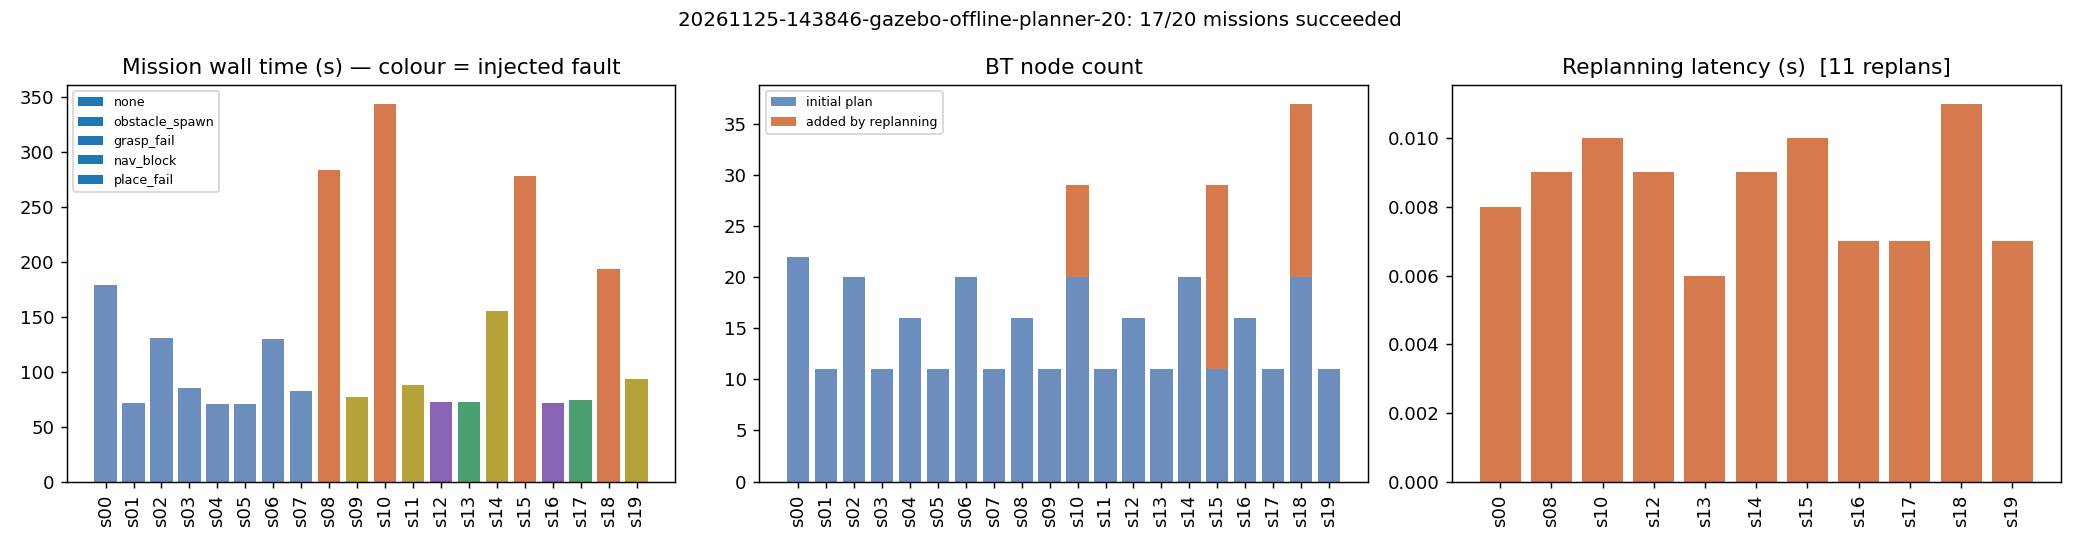 20261125-143846-gazebo-offline-planner-20: 17/20 missions succeeded
Mission wall time (s) — colour = injected fault
350
300
250
200
150
100
50
0
none
obstacle_spawn
grasp_fail
nav_block
place_fail
s00
s01
s02
s03
s04
s05
s06
s07
s08
s09
s10
s11
s12
s13
s14
s15
s16
s17
s18
s19
BT node count
35
30
25
20
15
10
5
0
initial plan
added by replanning
s00
s01
s02
s03
s04
s05
s06
s07
s08
s09
s10
s11
s12
s13
s14
s15
s16
s17
s18
s19
Replanning latency (s) [11 replans]
0.010
0.008
0.006
0.004
0.002
0.000
s00
s08
s10
s12
s13
s14
s15
s16
s17
s18
s19